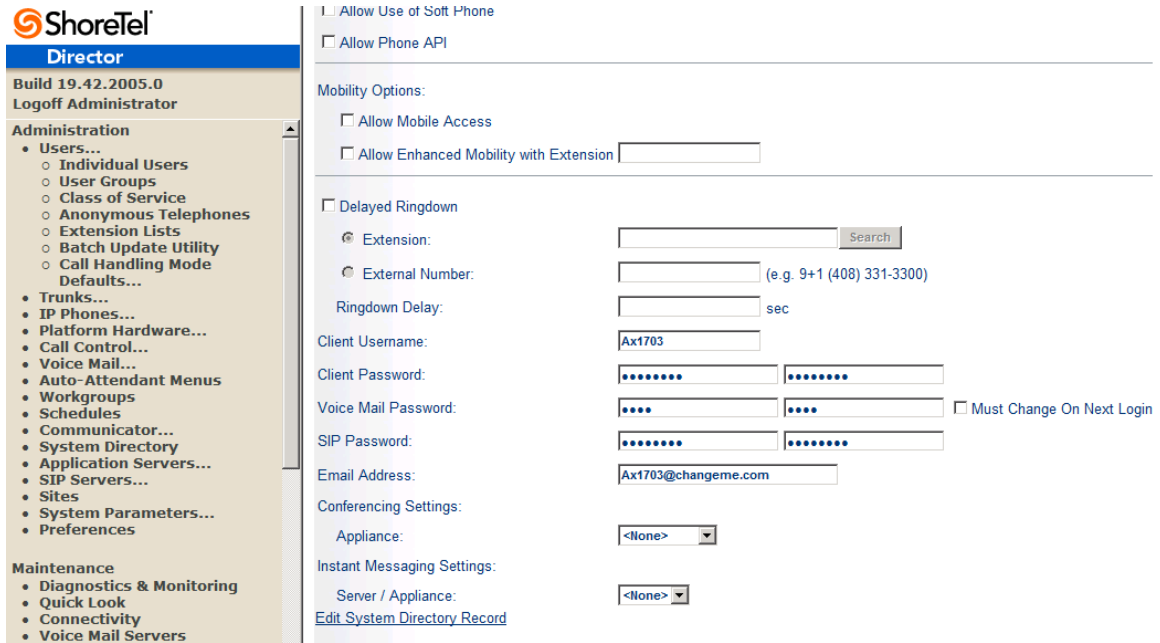 ShoreTel
Director
Build 19.42.2005.0
Logoff Administrator
Administration
Users...
Individual Users
User Groups
Class of Service
Anonymous Telephones
Extension Lists
Batch Update Utility
Call Handling Mode
Defaults...
Trunks...
IP Phones...
Platform Hardware...
Call Control...
Voice Mail...
Auto-Attendant Menus
Workgroups
Schedules
Communicator...
System Directory
Application Servers...
SIP Servers...
Sites
System Parameters...
Preferences
Maintenance
Diagnostics & Monitoring
Quick Look
Connectivity
Voice Mail Servers
Allow Use of Soft Phone
Allow Phone API
Mobility Options:
Allow Mobile Access
Allow Enhanced Mobility with Extension
Delayed Ringdown
Extension: Search
External Number: (e.g. 9+1 (408) 331-3300)
Ringdown Delay: sec
Client Username: Ax1703
Client Password: •••••••• ••••••••
Voice Mail Password: •••• •••• Must Change On Next Login
SIP Password: •••••••• ••••••••
Email Address: Ax1703@changeme.com
Conferencing Settings:
Appliance: <None>
Instant Messaging Settings:
Server / Appliance: <None>
Edit System Directory Record